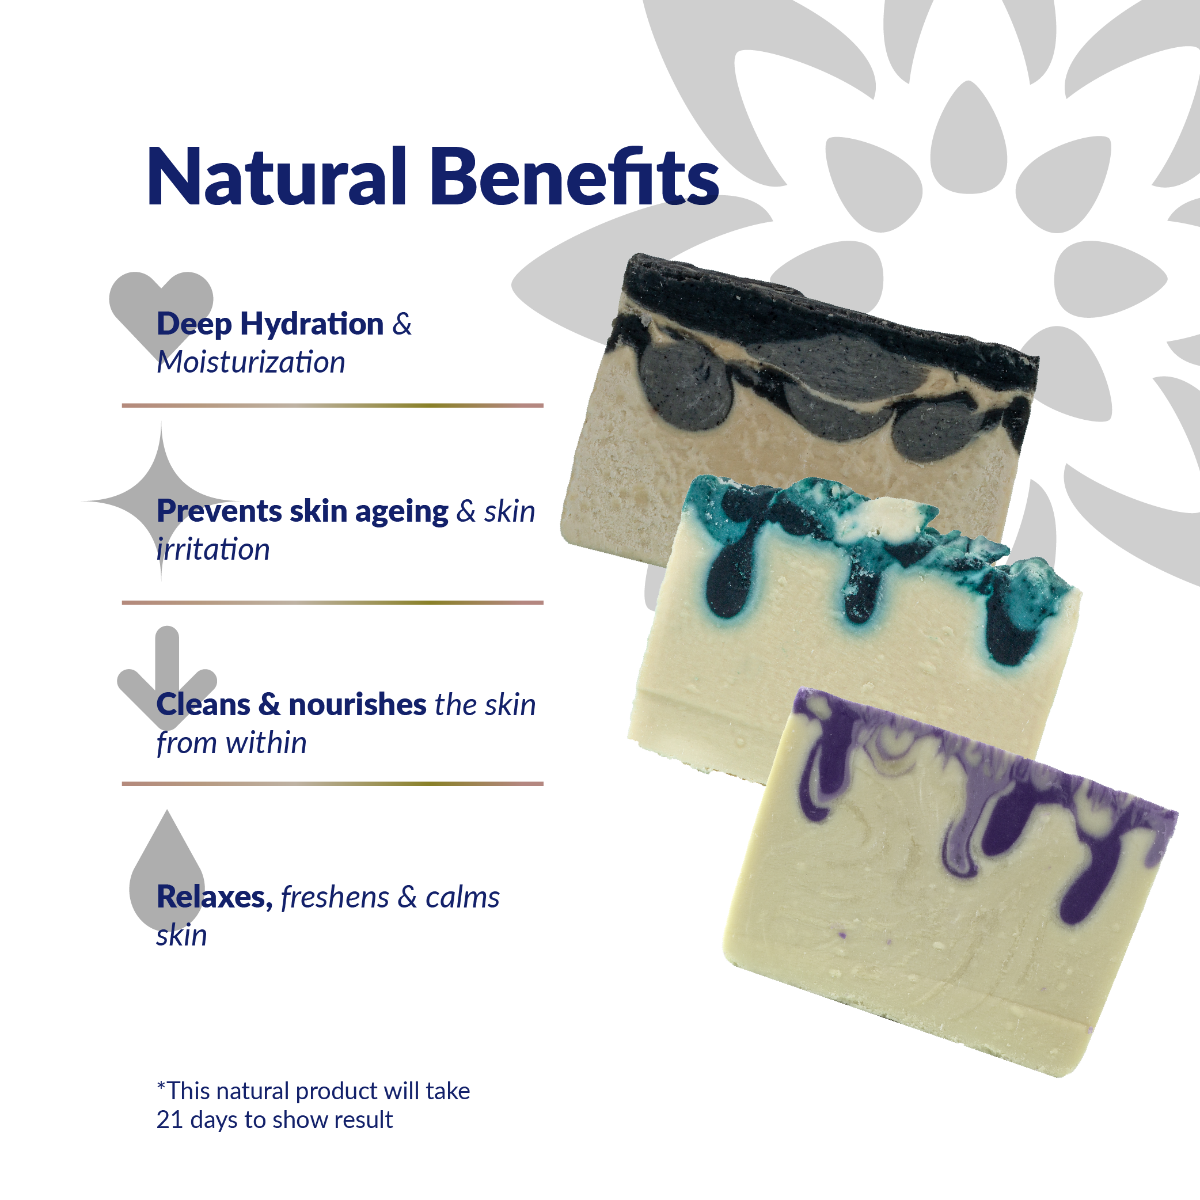 Natural Benefits
Deep Hydration &
Moisturization
Prevents skin ageing & skin
irritation
Cleans & nourishes the skin
from within
Relaxes, freshens & calms
skin
*This natural product will take
21 days to show result